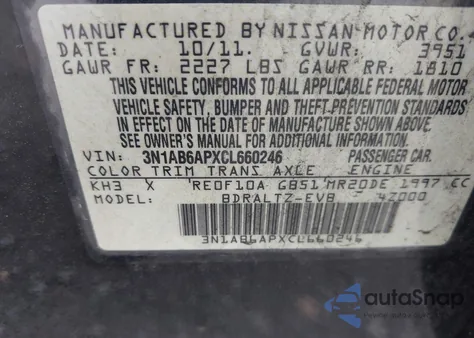 MANUFACTURED BY NISSAN MOTOR CO.
DATE: 10/11. GVWR: 3951
GAWR FR: 2227 LBS GAWR RR: 1810
THIS VEHICLE CONFORMS TO ALL APPLICABLE FEDERAL MOTOR
VEHICLE SAFETY, BUMPER AND THEFT PREVENTION STANDARDS
IN EFFECT ON THE DATE OF MANUFACTURE SHOWN ABOVE.
SEE OWNER'S MANUAL FOR ADDITIONAL INFORMATION.
VIN: 3N1AB6APXCL660246 PASSENGER CAR.
COLOR TRIM TRANS AXLE ENGINE
KH3 X RE0F10A GB51 MR20DE 1997 CC
BDRALTZ-EVB 4Z000
3N1AB6APXCL660246
autoSnap